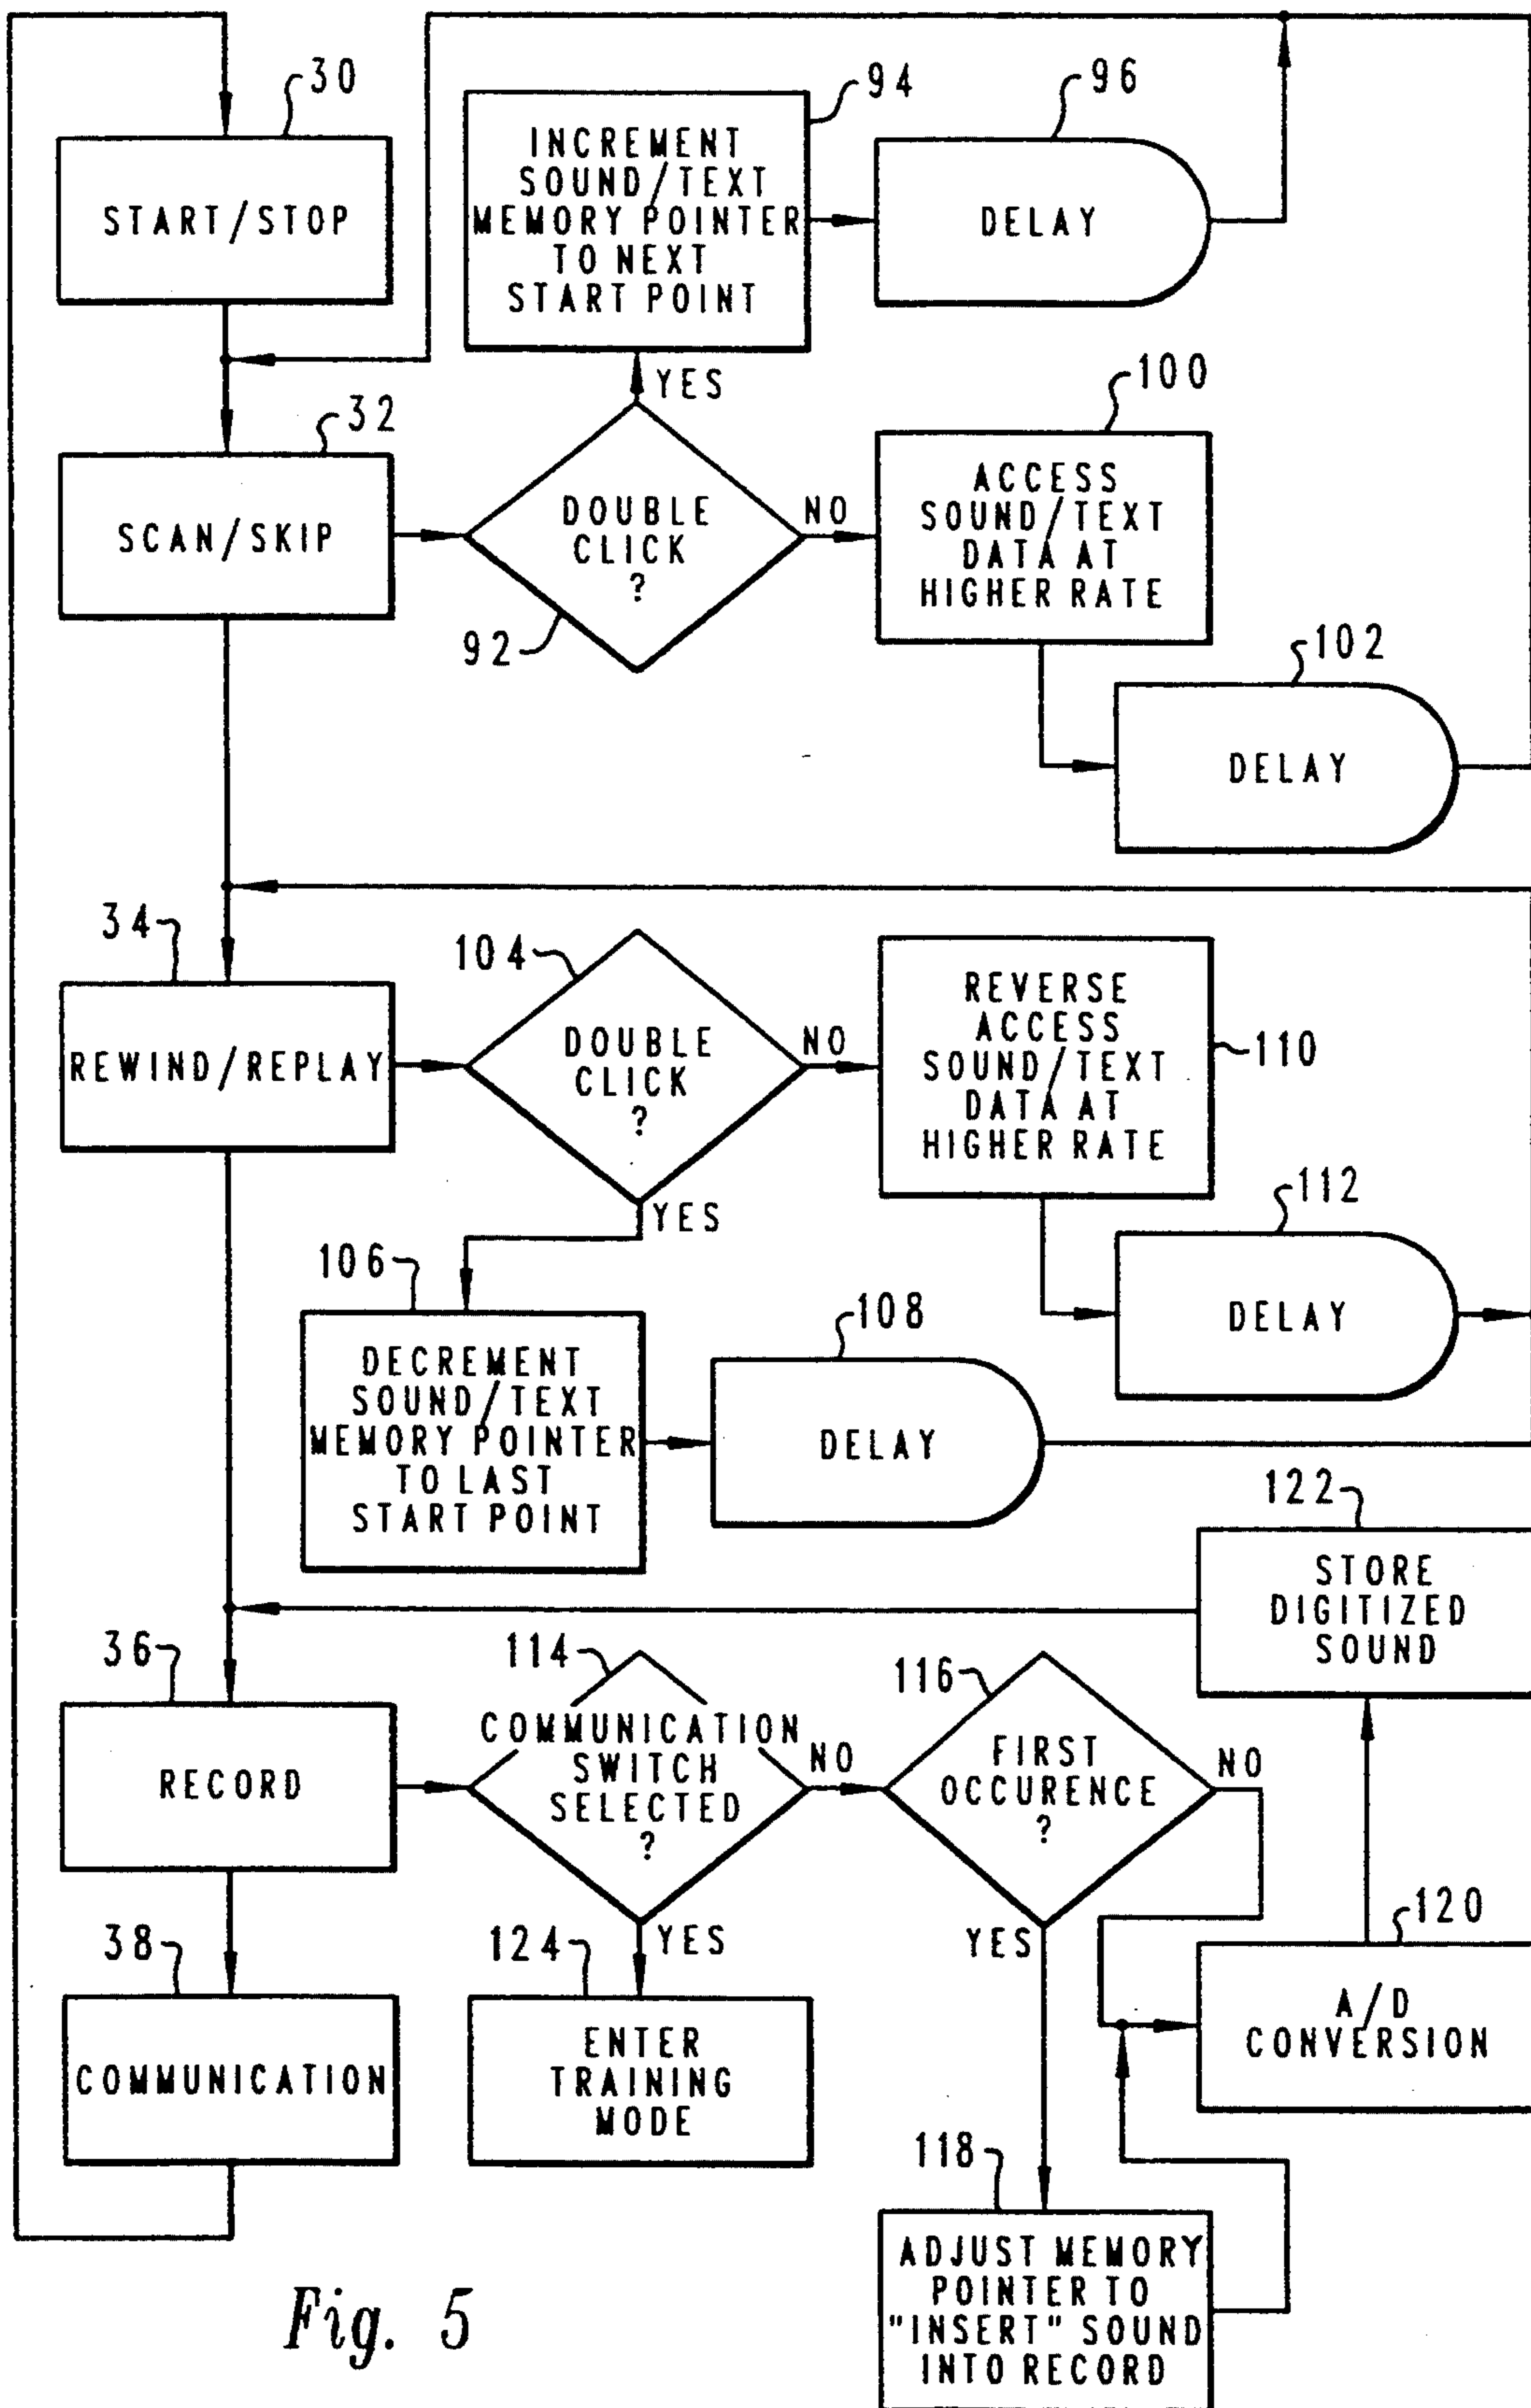 30
START/STOP
94
INCREMENT
SOUND/TEXT
MEMORY POINTER
TO NEXT
START POINT
96
DELAY
YES
32
SCAN/SKIP
DOUBLE
CLICK
?
92
NO
100
ACCESS
SOUND/TEXT
DATA AT
HIGHER RATE
102
DELAY
34
REWIND/REPLAY
104
DOUBLE
CLICK
?
NO
REVERSE
ACCESS
SOUND/TEXT
DATA AT
HIGHER RATE
110
YES
112
DELAY
106
DECREMENT
SOUND/TEXT
MEMORY POINTER
TO LAST
START POINT
108
DELAY
122
STORE
DIGITIZED
SOUND
36
RECORD
114
COMMUNICATION
SWITCH
SELECTED
?
NO
116
FIRST
OCCURENCE
?
NO
YES
YES
38
COMMUNICATION
124
ENTER
TRAINING
MODE
120
A/D
CONVERSION
118
ADJUST MEMORY
POINTER TO
"INSERT" SOUND
INTO RECORD
Fig. 5